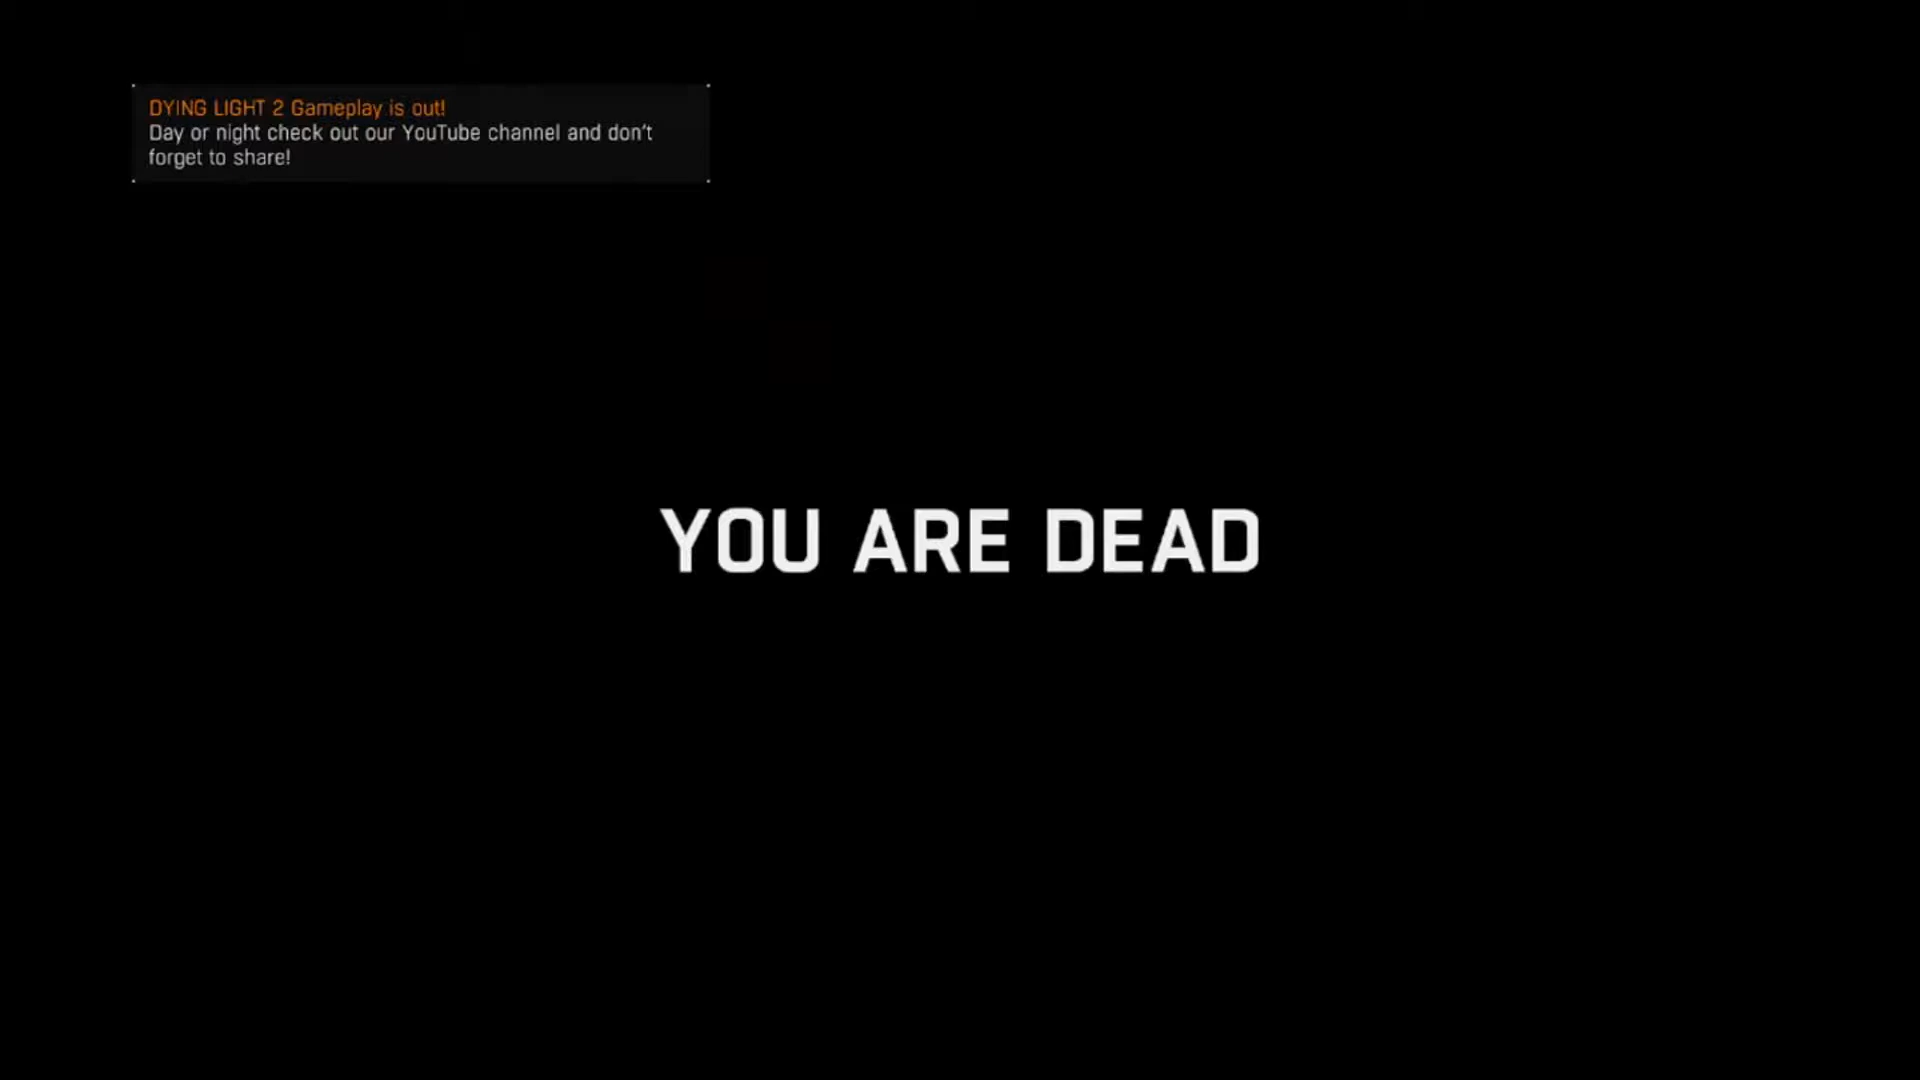 DYING LIGHT 2 Gameplay is out!
Day or night check out our YouTube channel and don't
forget to share!
YOU ARE DEAD